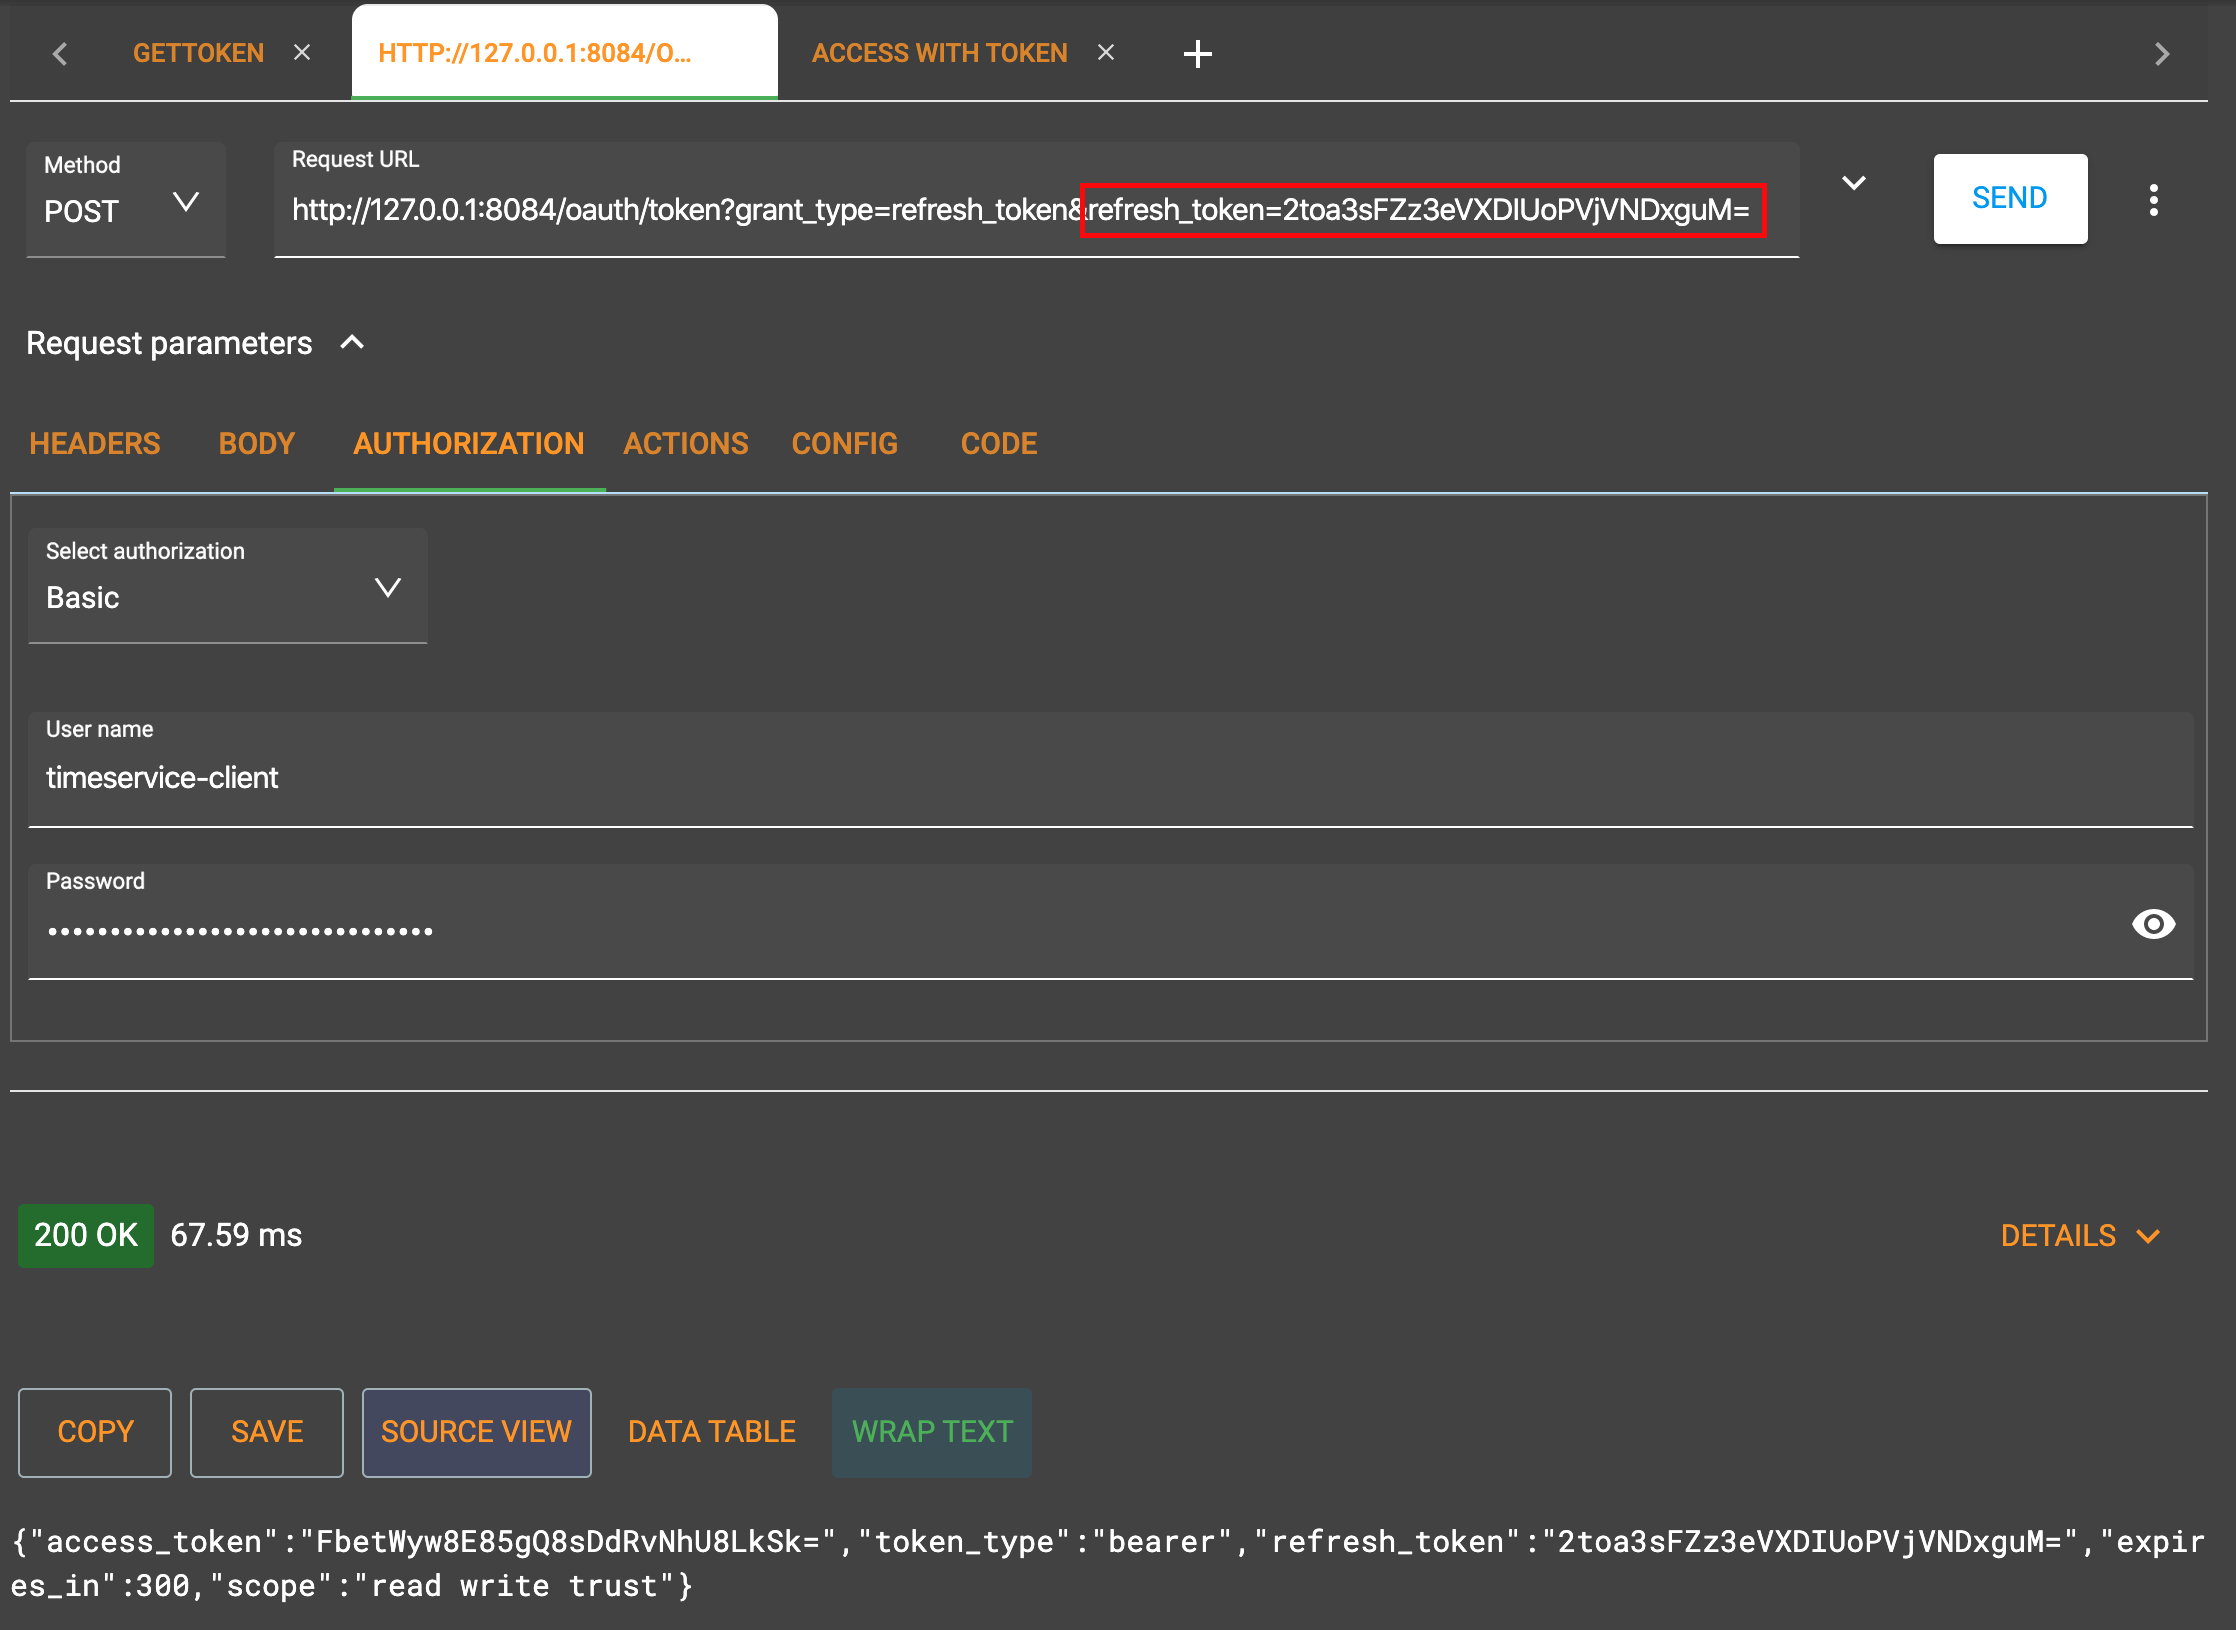 GETTOKEN × HTTP://127.0.0.1:8084/O... ACCESS WITH TOKEN × +
Method
POST
Request URL
http://127.0.0.1:8084/oauth/token?grant_type=refresh_token&refresh_token=2toa3sFZz3eVXDIUoPVjVNDxguM=
SEND
Request parameters
HEADERS BODY AUTHORIZATION ACTIONS CONFIG CODE
Select authorization
Basic
User name
timeservice-client
Password
•••••••••••••••••••••••••••••••
200 OK 67.59 ms DETAILS
COPY SAVE SOURCE VIEW DATA TABLE WRAP TEXT
{"access_token":"FbetWyw8E85gQ8sDdRvNhU8LkSk=","token_type":"bearer","refresh_token":"2toa3sFZz3eVXDIUoPVjVNDxguM=","expir
es_in":300,"scope":"read write trust"}